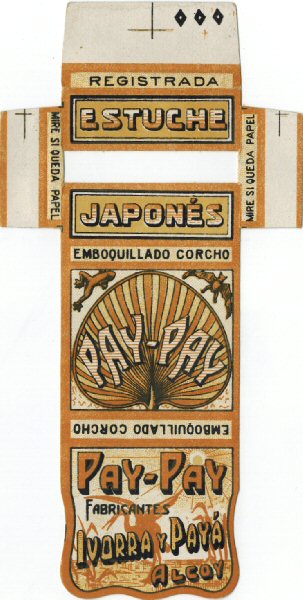 REGISTRADA
ESTUCHE
MIRE SI QUEDA PAPEL
MIRE SI QUEDA PAPEL
JAPONÉS
EMBOQUILLADO CORCHO
PAY-PAY
EMBOQUILLADO CORCHO
PAY-PAY
FABRICANTES
IVORRA Y PAYÁ
ALCOY